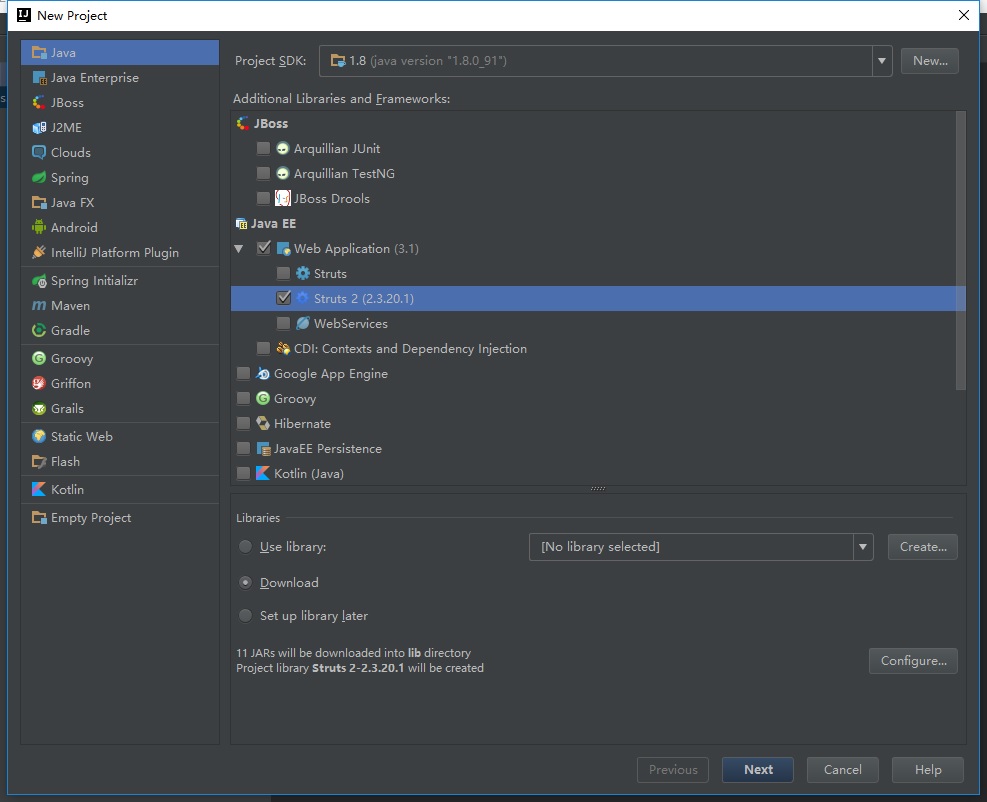 New Project
Java
Java Enterprise
JBoss
J2ME
Clouds
Spring
Java FX
Android
IntelliJ Platform Plugin
Spring Initializr
Maven
Gradle
Groovy
Griffon
Grails
Static Web
Flash
Kotlin
Empty Project
Project SDK: 1.8 (java version "1.8.0_91") New...
Additional Libraries and Frameworks:
JBoss
Arquillian JUnit
Arquillian TestNG
JBoss Drools
Java EE
Web Application (3.1)
Struts
Struts 2 (2.3.20.1)
WebServices
CDI: Contexts and Dependency Injection
Google App Engine
Groovy
Hibernate
JavaEE Persistence
Kotlin (Java)
Libraries
Use library: [No library selected] Create...
Download
Set up library later
11 JARs will be downloaded into lib directory
Project library Struts 2-2.3.20.1 will be created
Configure...
Previous Next Cancel Help